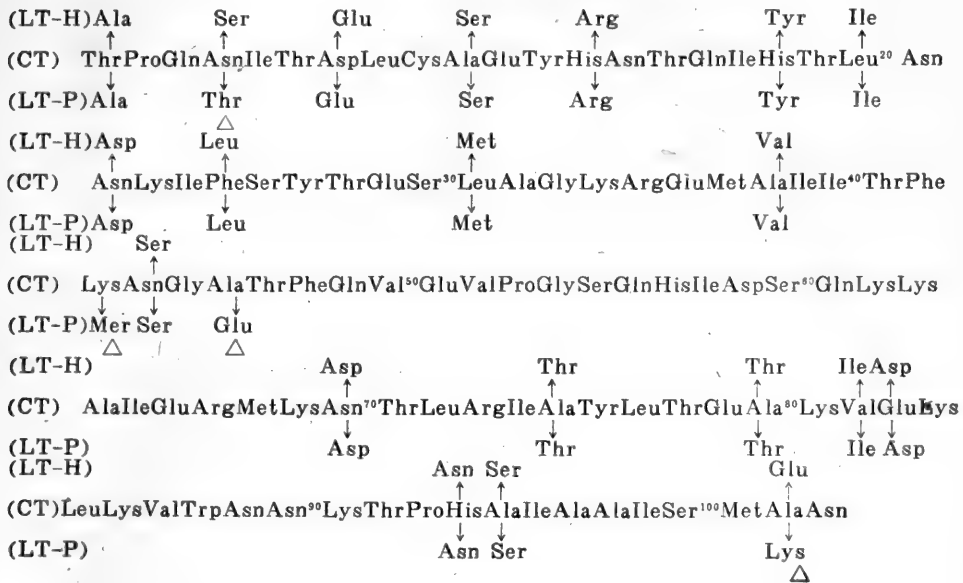 (LT-H)Ala Ser Glu Ser Arg Tyr Ile
(CT) ThrProGlnAsnIleThrAspLeuCysAlaGluTyrHisAsnThrGlnIleHisThrLeu²⁰ Asn
(LT-P)Ala Thr Glu Ser Arg Tyr Ile
△
(LT-H)Asp Leu Met Val
(CT) AsnLysIlePheSerTyrThrGluSer³⁰LeuAlaGlyLysArgGluMetAlaIleIle⁴⁰ThrPhe
(LT-P)Asp Leu Met Val
(LT-H) Ser
(CT) LysAsnGlyAlaThrPheGlnVal⁵⁰GluValProGlySerGlnHisIleAspSer⁶⁰GlnLysLys
(LT-P)Mer Ser Glu
△ △
(LT-H) Asp Thr Thr IleAsp
(CT) AlaIleGluArgMetLysAsn⁷⁰ThrLeuArgIleAlaTyrLeuThrGluAla⁸⁰LysValGluLys
(LT-P) Asp Thr Thr Ile Asp
(LT-H) Asn Ser Glu
(CT)LeuLysValTrpAsnAsn⁹⁰LysThrProHisAlaIleAlaAlaIleSer¹⁰⁰MetAlaAsn
(LT-P) Asn Ser Lys
△